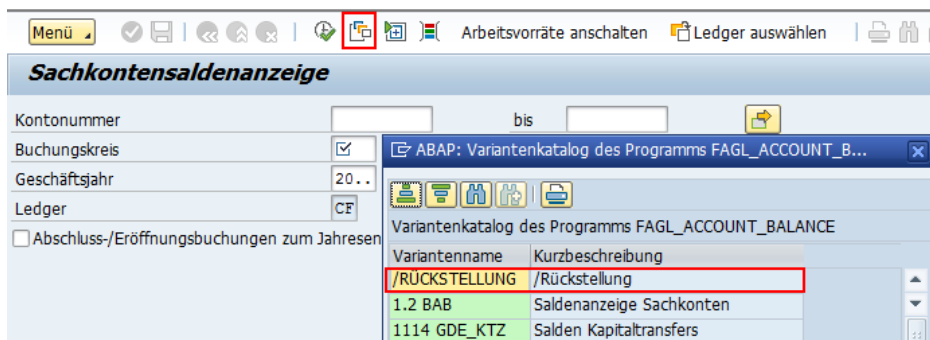 Menü Arbeitsvorräte anschalten Ledger auswählen
Sachkontensaldenanzeige
Kontonummer bis
Buchungskreis
Geschäftsjahr 20..
Ledger CF
Abschluss-/Eröffnungsbuchungen zum Jahresen
ABAP: Variantenkatalog des Programms FAGL_ACCOUNT_B...
Variantenkatalog des Programms FAGL_ACCOUNT_BALANCE
Variantenname Kurzbeschreibung
/RÜCKSTELLUNG /Rückstellung
1.2 BAB Saldenanzeige Sachkonten
1114 GDE_KTZ Salden Kapitaltransfers